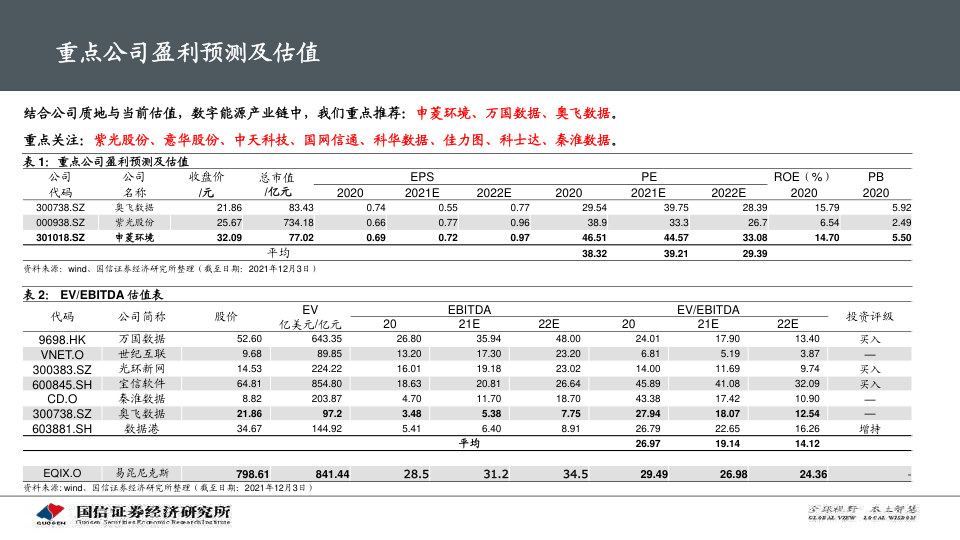 重点公司盈利预测及估值
结合公司质地与当前估值，数字能源产业链中，我们重点推荐：申菱环境、万国数据、奥飞数据。
重点关注：紫光股份、意华股份、中天科技、国网信通、科华数据、佳力图、科士达、秦淮数据。
表1：重点公司盈利预测及估值
公司 公司 收盘价 总市值 EPS PE ROE（%） PB
代码 名称 /元 /亿元 2020 2021E 2022E 2020 2021E 2022E 2020 2020
300738.SZ 奥飞数据 21.86 83.43 0.74 0.55 0.77 29.54 39.75 28.39 15.79 5.92
000938.SZ 紫光股份 25.67 734.18 0.66 0.77 0.96 38.9 33.3 26.7 6.54 2.49
301018.SZ 申菱环境 32.09 77.02 0.69 0.72 0.97 46.51 44.57 33.08 14.70 5.50
平均 38.32 39.21 29.39
资料来源：wind、国信证券经济研究所整理（截至日期：2021年12月3日）
表2： EV/EBITDA 估值表
代码 公司简称 股价 EV EBITDA EV/EBITDA 投资评级
亿美元/亿元 20 21E 22E 20 21E 22E
9698.HK 万国数据 52.60 643.35 26.80 35.94 48.00 24.01 17.90 13.40 买入
VNET.O 世纪互联 9.68 89.85 13.20 17.30 23.20 6.81 5.19 3.87 —
300383.SZ 光环新网 14.53 224.22 16.01 19.18 23.02 14.00 11.69 9.74 买入
600845.SH 宝信软件 64.81 854.80 18.63 20.81 26.64 45.89 41.08 32.09 买入
CD.O 秦淮数据 8.82 203.87 4.70 11.70 18.70 43.38 17.42 10.90 —
300738.SZ 奥飞数据 21.86 97.2 3.48 5.38 7.75 27.94 18.07 12.54 —
603881.SH 数据港 34.67 144.92 5.41 6.40 8.91 26.79 22.65 16.26 增持
平均 26.97 19.14 14.12
EQIX.O 易昆尼克斯 798.61 841.44 28.5 31.2 34.5 29.49 26.98 24.36 -
资料来源: wind、国信证券经济研究所整理（截至日期：2021年12月3日）
GUOSEN 国信证券经济研究所
Guosen Securities Economic Research Institute
全球视野 本土智慧
GLOBAL VIEW LOCAL WISDOM